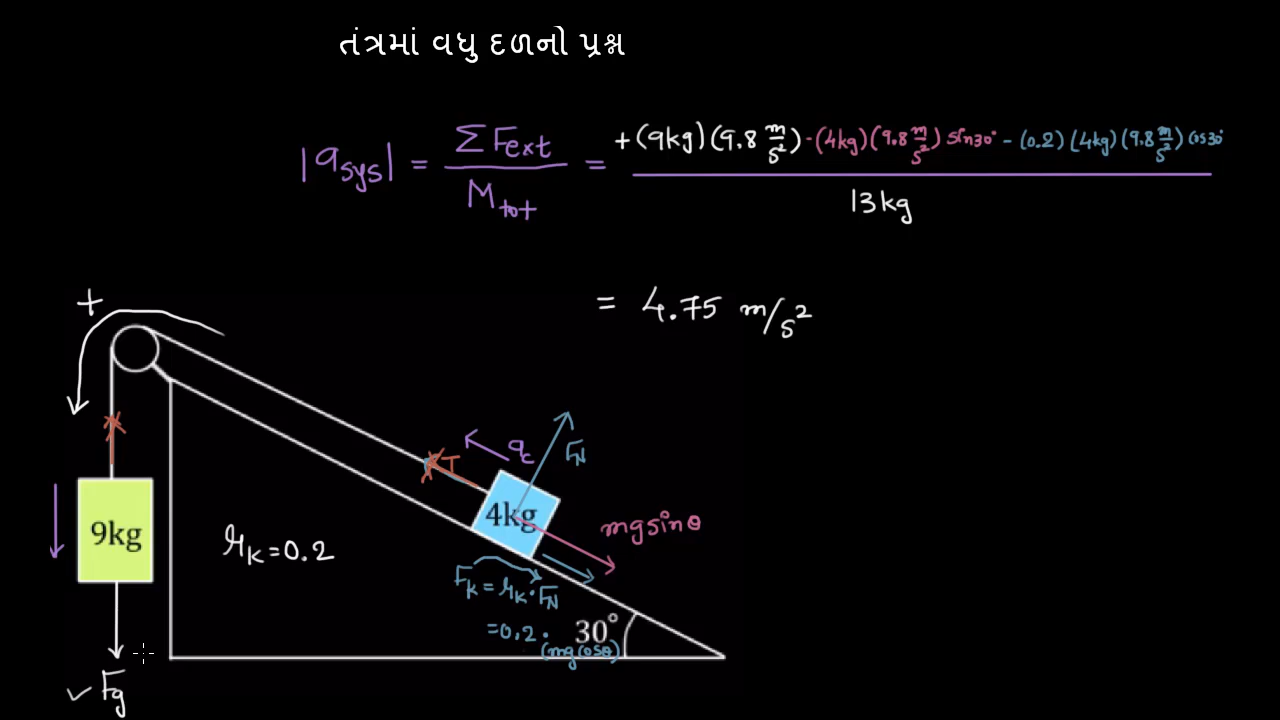 તંત્રમાં વધુ દળનો પ્રશ્ન
|a_sys| = ΣF_ext / M_tot = +(9kg)(9.8 m/s²) - (4kg)(9.8 m/s²) sin30° - (0.2)(4kg)(9.8 m/s²) cos30° / 13kg
= 4.75 m/s²
+
a_c
F_N
T
4kg
mg sinθ
9kg
μ_K = 0.2
F_K = μ_K · F_N
= 0.2 · (mg cosθ)
30°
✓ F_g